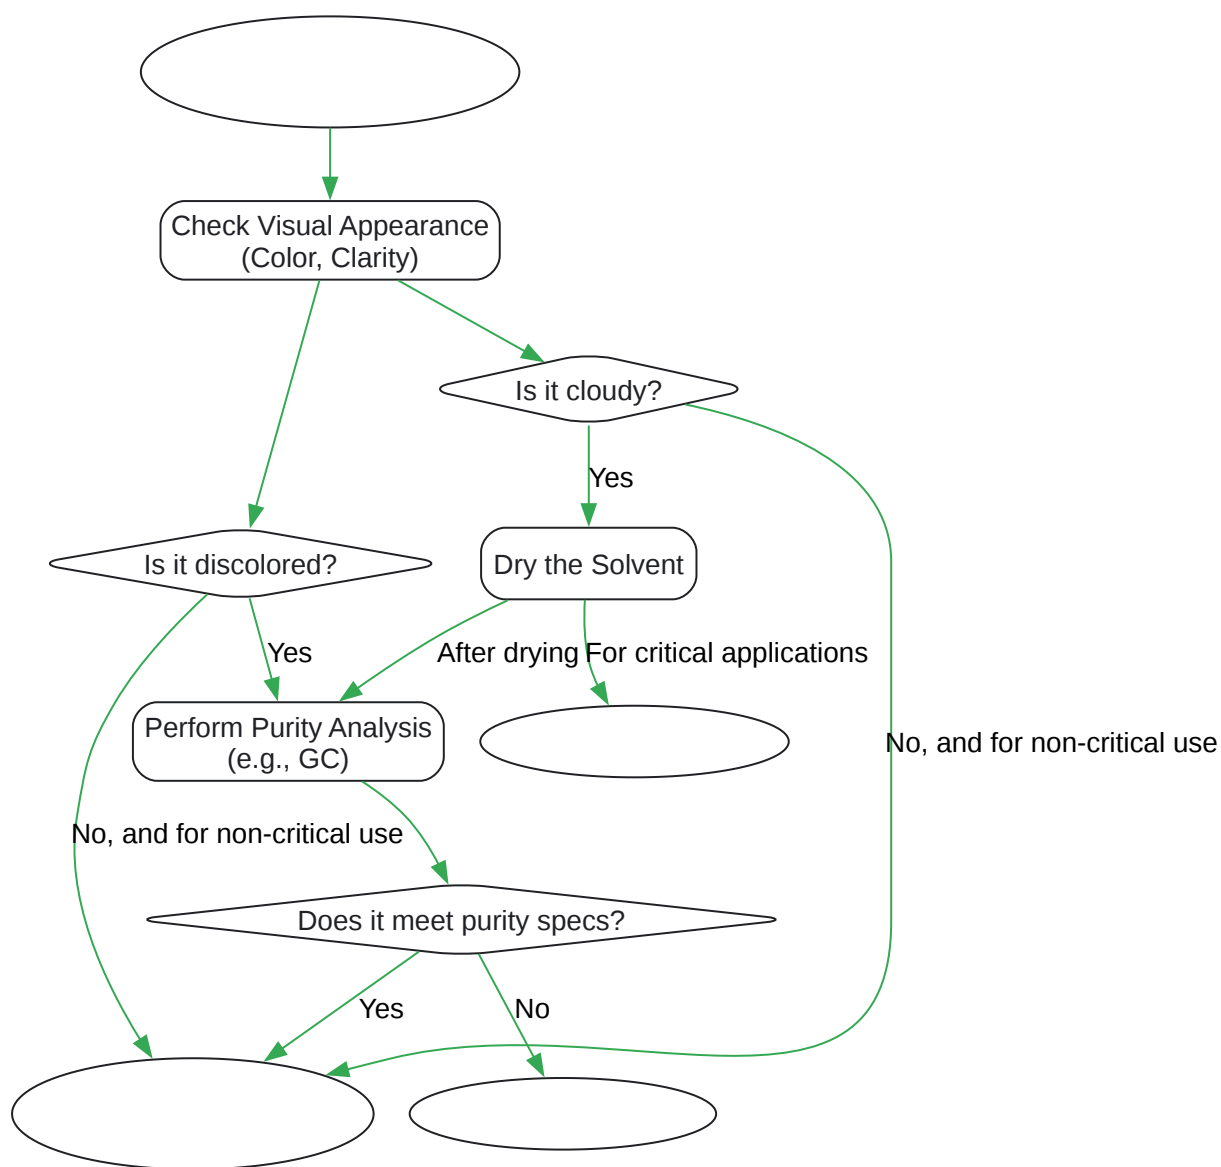 Check Visual Appearance
(Color, Clarity)
Is it cloudy?
Yes
Is it discolored?
Dry the Solvent
Yes
After drying
For critical applications
Perform Purity Analysis
(e.g., GC)
No, and for non-critical use
No, and for non-critical use
Does it meet purity specs?
Yes
No